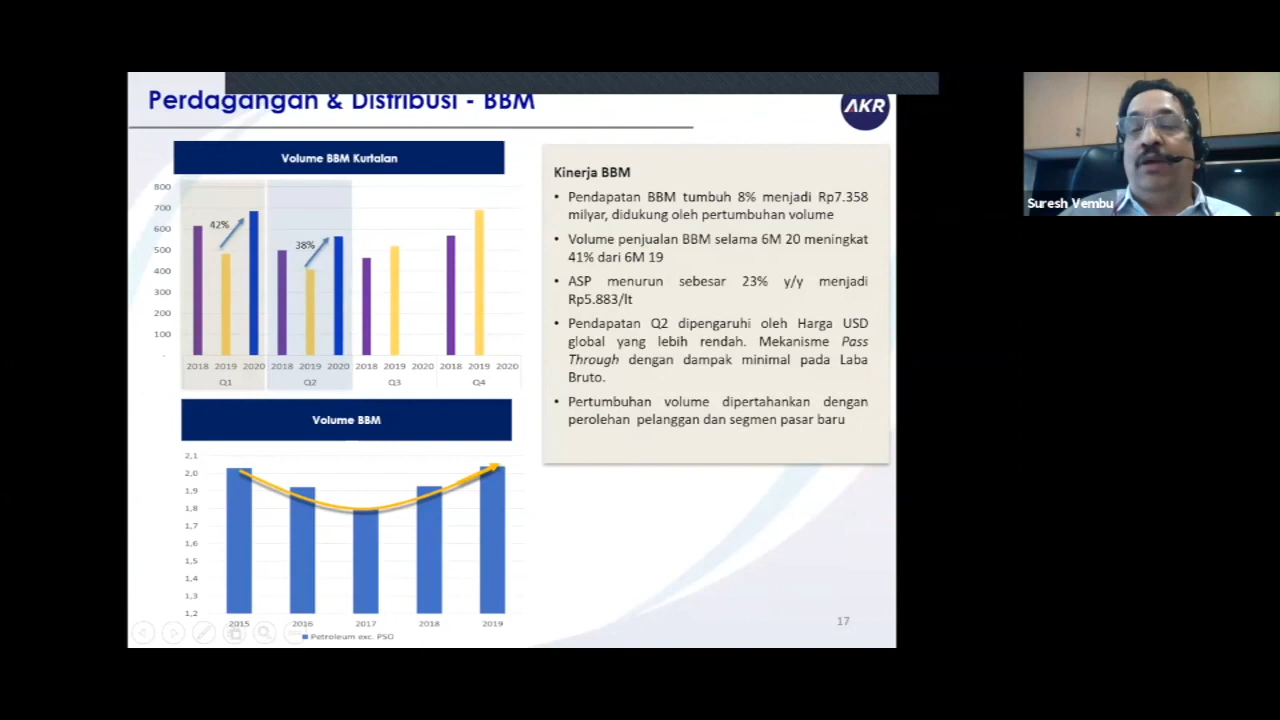 Perdagangan & Distribusi - BBM
AKR
Volume BBM Kurtalan
800
700
600
500
400
300
200
100
-
42%
38%
2018 2019 2020 2018 2019 2020 2018 2019 2020 2018 2019 2020
Q1 Q2 Q3 Q4
Volume BBM
2,1
2,0
1,9
1,8
1,7
1,6
1,5
1,4
1,3
1,2
2015 2016 2017 2018 2019
Petroleum exc. PSO
Kinerja BBM
• Pendapatan BBM tumbuh 8% menjadi Rp7.358
milyar, didukung oleh pertumbuhan volume
• Volume penjualan BBM selama 6M 20 meningkat
41% dari 6M 19
• ASP menurun sebesar 23% y/y menjadi
Rp5.883/lt
• Pendapatan Q2 dipengaruhi oleh Harga USD
global yang lebih rendah. Mekanisme Pass
Through dengan dampak minimal pada Laba
Bruto.
• Pertumbuhan volume dipertahankan dengan
perolehan pelanggan dan segmen pasar baru
17
Suresh Vembu